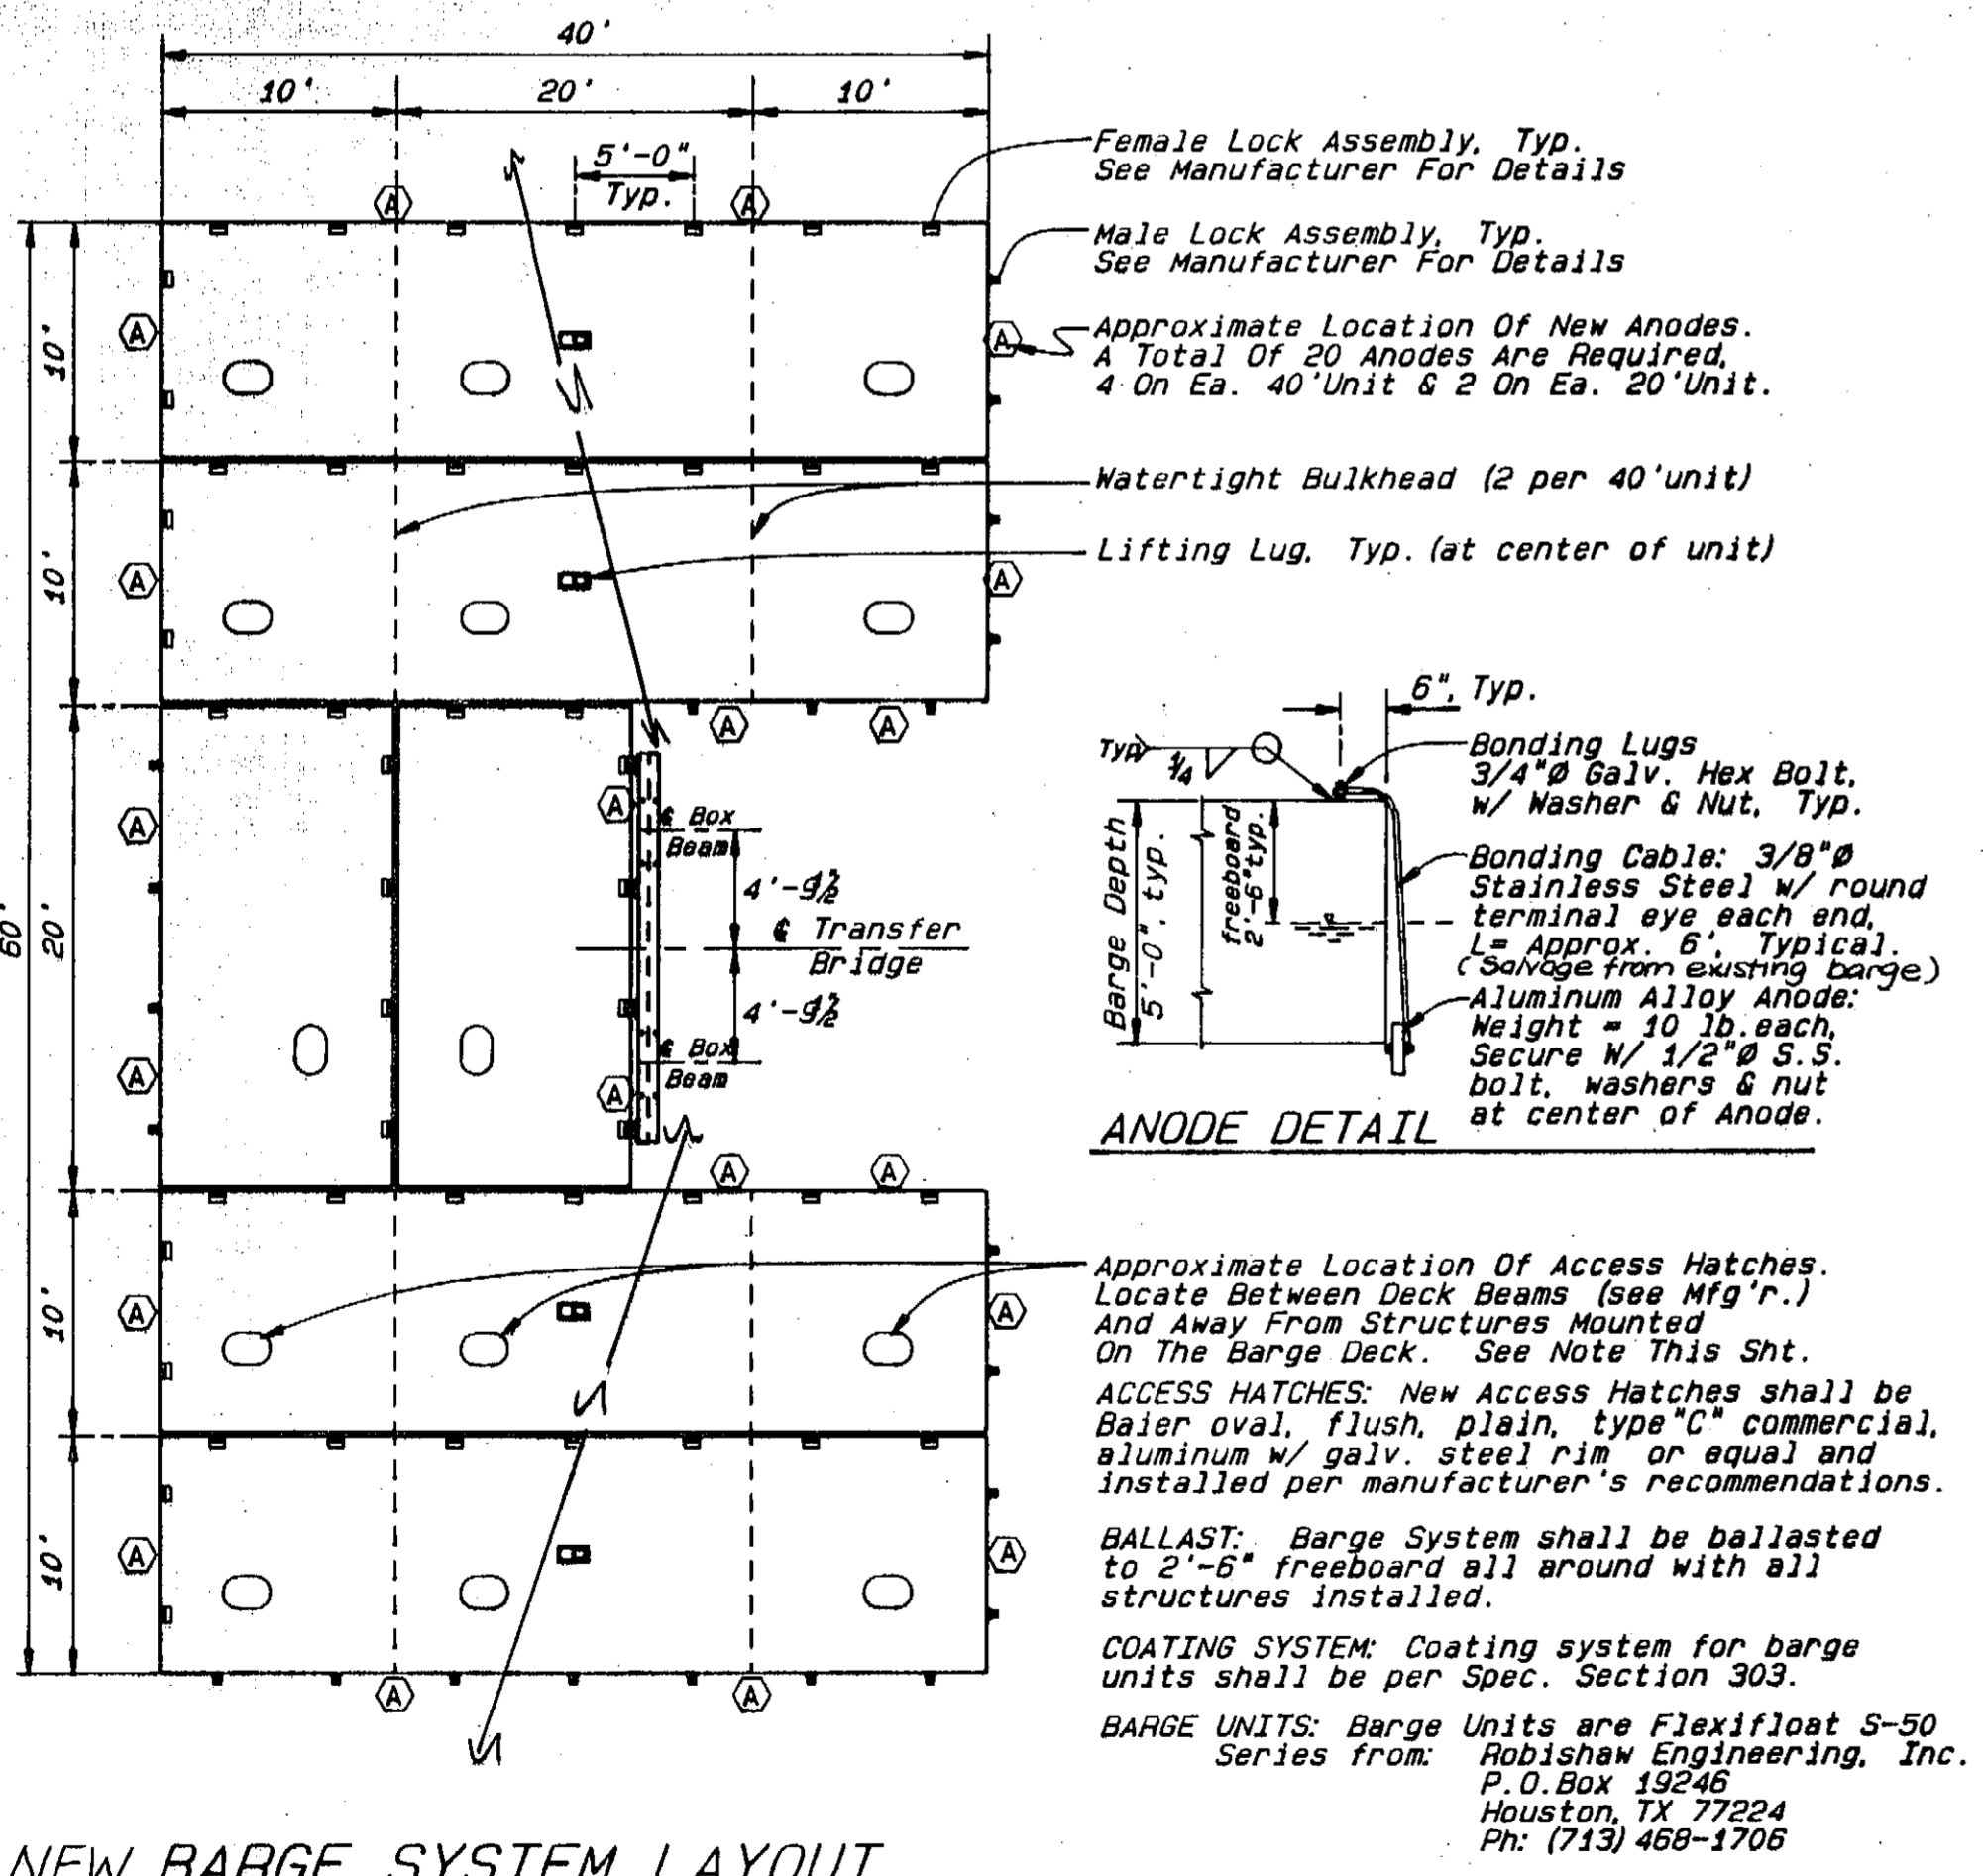 40'
10'
20'
10'
5'-0"
Typ.
A
A
Female Lock Assembly, Typ.
See Manufacturer For Details
Male Lock Assembly, Typ.
See Manufacturer For Details
10'
A
A
Approximate Location Of New Anodes.
A Total Of 20 Anodes Are Required,
4 On Ea. 40'Unit & 2 On Ea. 20'Unit.
Watertight Bulkhead (2 per 40'unit)
10'
A
A
Lifting Lug, Typ. (at center of unit)
A
A
60'
20'
A
A
A
A
℄ Box
Beam
4'-9½
℄ Transfer
Bridge
4'-9½
℄ Box
Beam
A
A
6", Typ.
Typ
1/4
Bonding Lugs
3/4"Ø Galv. Hex Bolt,
w/ Washer & Nut, Typ.
Barge Depth
5'-0", typ.
freeboard
2'-6"typ.
Bonding Cable: 3/8"Ø
Stainless Steel w/ round
terminal eye each end,
L= Approx. 6', Typical.
(Salvage from existing barge)
Aluminum Alloy Anode:
Weight = 10 lb.each,
Secure W/ 1/2"Ø S.S.
bolt, washers & nut
at center of Anode.
ANODE DETAIL
10'
A
A
Approximate Location Of Access Hatches.
Locate Between Deck Beams (see Mfg'r.)
And Away From Structures Mounted
On The Barge Deck. See Note This Sht.
ACCESS HATCHES: New Access Hatches shall be
Baier oval, flush, plain, type"C" commercial,
aluminum w/ galv. steel rim or equal and
installed per manufacturer's recommendations.
10'
A
A
A
A
BALLAST: Barge System shall be ballasted
to 2'-6" freeboard all around with all
structures installed.
COATING SYSTEM: Coating system for barge
units shall be per Spec. Section 303.
BARGE UNITS: Barge Units are Flexifloat S-50
Series from: Robishaw Engineering, Inc.
P.O.Box 19246
Houston, TX 77224
Ph: (713) 468-1706
NEW BARGE SYSTEM LAYOUT